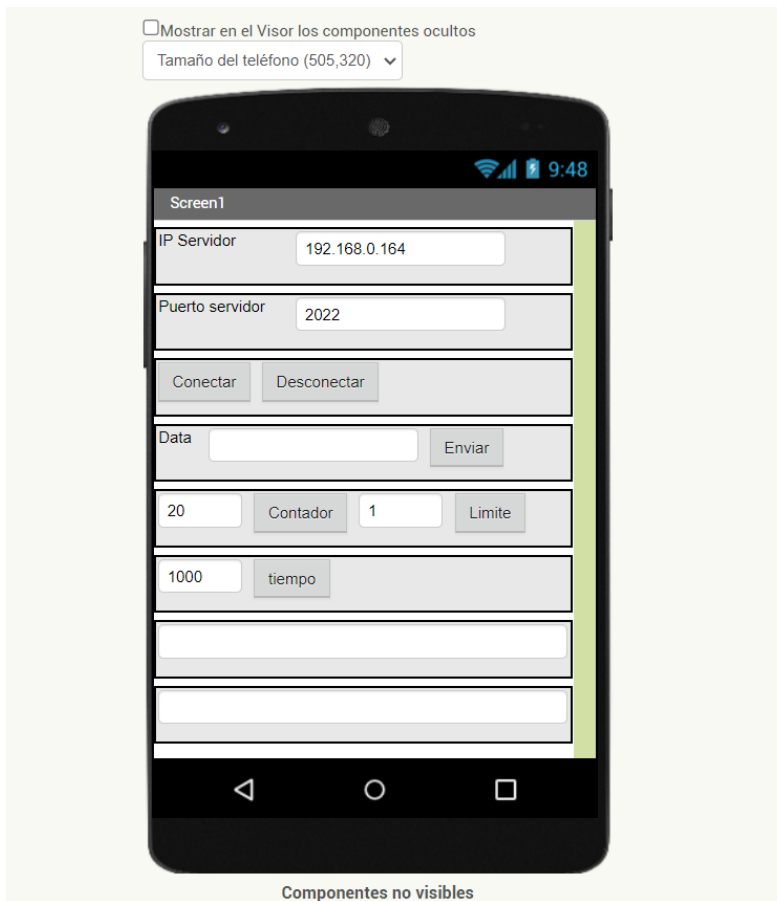 Mostrar en el Visor los componentes ocultos
Tamaño del teléfono (505,320)
9:48
Screen1
IP Servidor 192.168.0.164
Puerto servidor 2022
Conectar Desconectar
Data Enviar
20 Contador 1 Limite
1000 tiempo
Componentes no visibles